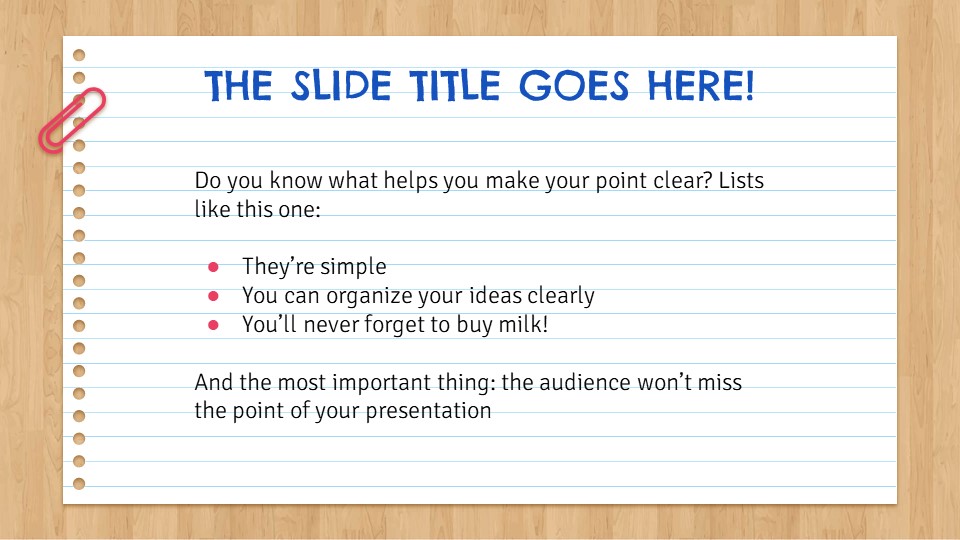 THE SLIDE TITLE GOES HERE!
Do you know what helps you make your point clear? Lists
like this one:
● They’re simple
● You can organize your ideas clearly
● You’ll never forget to buy milk!
And the most important thing: the audience won’t miss
the point of your presentation